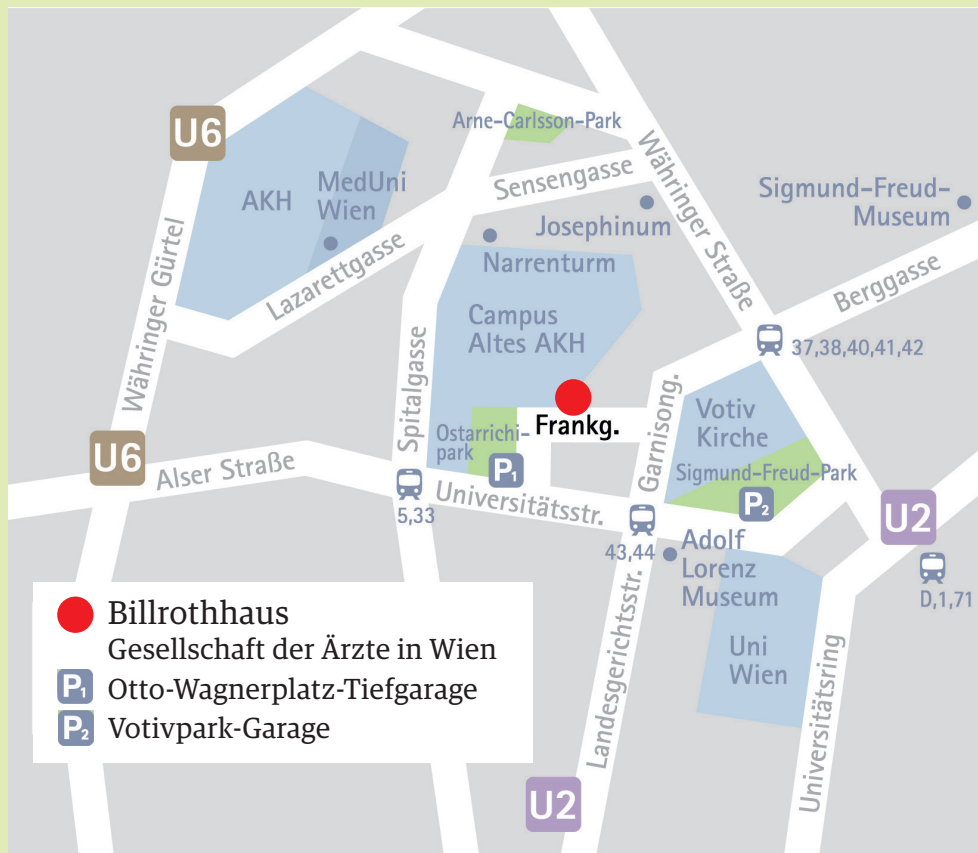 U6
Arne-Carlsson-Park
Währinger Straße
AKH
MedUni
Wien
Sensengasse
Sigmund-Freud-
Museum
Josephinum
Narrenturm
Lazarettgasse
Währinger Gürtel
Berggasse
Campus
Altes AKH
Spitalgasse
37,38,40,41,42
Garnisong.
Votiv
Kirche
Frankg.
Ostarrichi-
park
U6
Alser Straße
P1
Sigmund-Freud-Park
P2
Universitätsstr.
5,33
U2
43,44
Adolf
Lorenz
Museum
D,1,71
Landesgerichtsstr.
Uni
Wien
Universitätsring
U2
Billrothhaus
Gesellschaft der Ärzte in Wien
P1 Otto-Wagnerplatz-Tiefgarage
P2 Votivpark-Garage